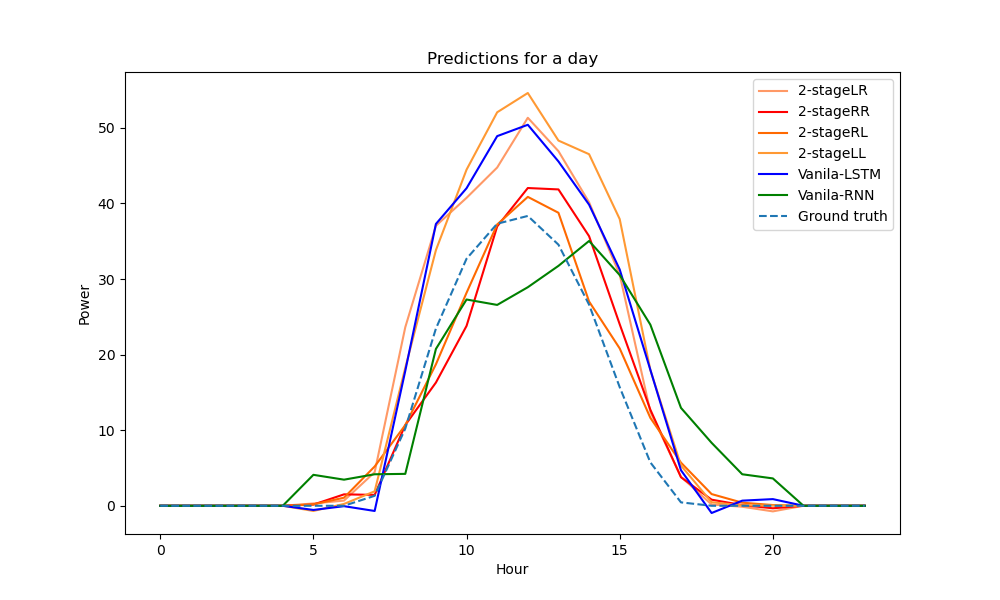 Predictions for a day
2-stageLR
2-stageRR
2-stageRL
2-stageLL
Vanila-LSTM
Vanila-RNN
Ground truth
Power
50
40
30
20
10
0
0 5 10 15 20
Hour